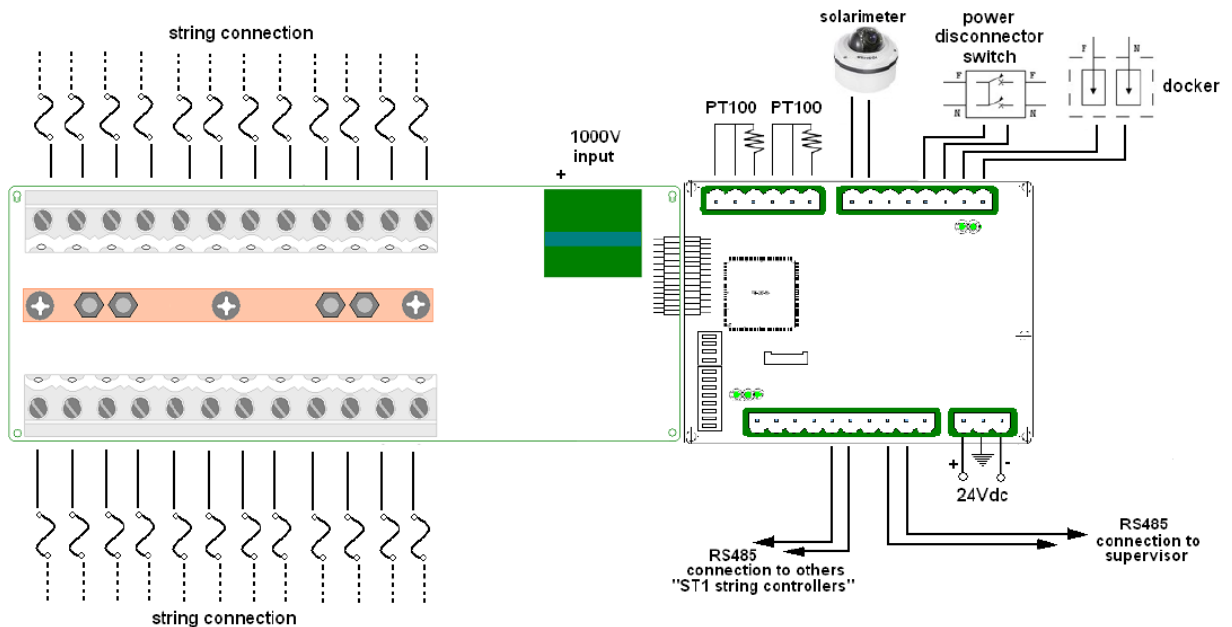 string connection
solarimeter
power
disconnector
switch
F
N
F
F
N
N
docker
PT100 PT100
1000V
input
+
+
-
24Vdc
RS485
connection to others
"ST1 string controllers"
RS485
connection to
supervisor
string connection